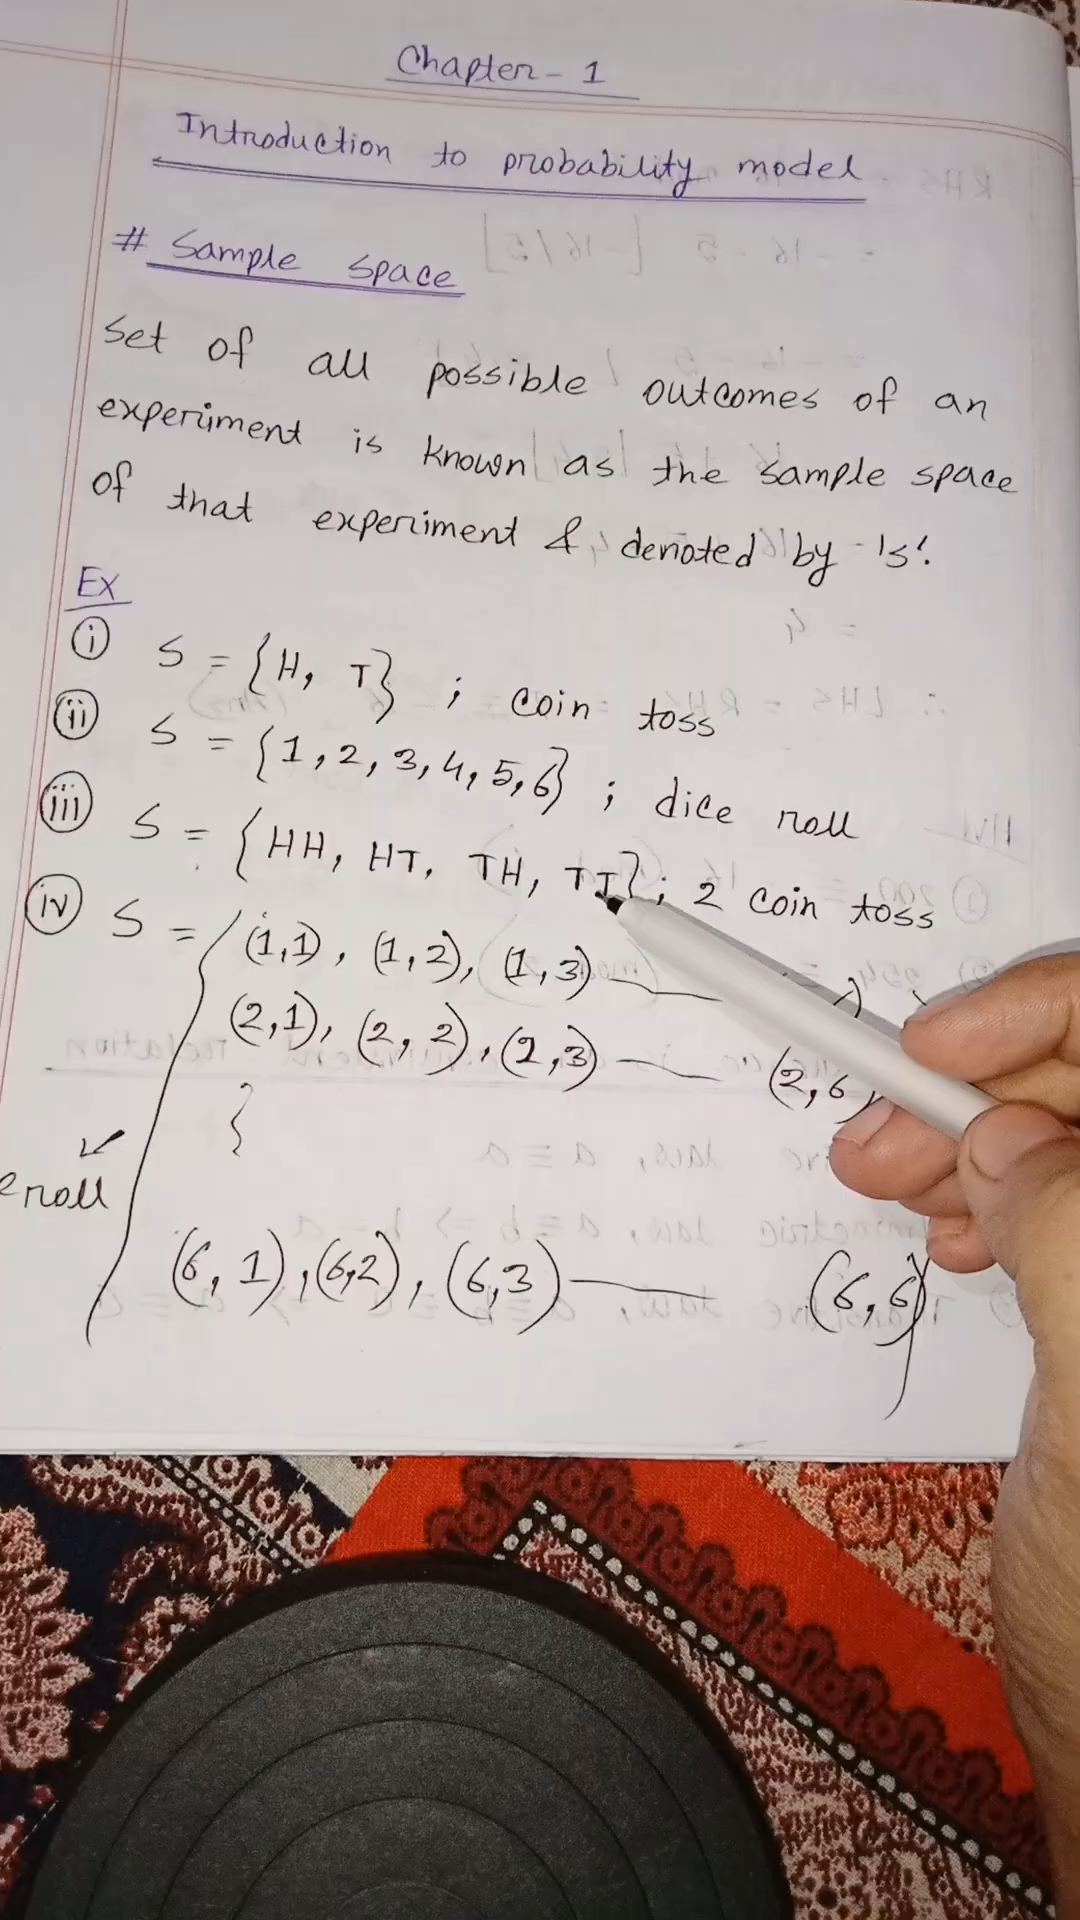 Chapter - 1
Introduction to probability model
# Sample space
Set of all possible outcomes of an
experiment is known as the sample space
of that experiment & denoted by 's'.
Ex
(i) S = {H, T} ; coin toss
(ii) S = {1, 2, 3, 4, 5, 6} ; dice roll
(iii) S = {HH, HT, TH, TT} ; 2 coin toss
(iv) S = { (1,1), (1,2), (1,3) —
(2,1), (2, 2), (2,3) — (2,6)
roll
(6, 1), (6,2), (6,3) — (6,6)